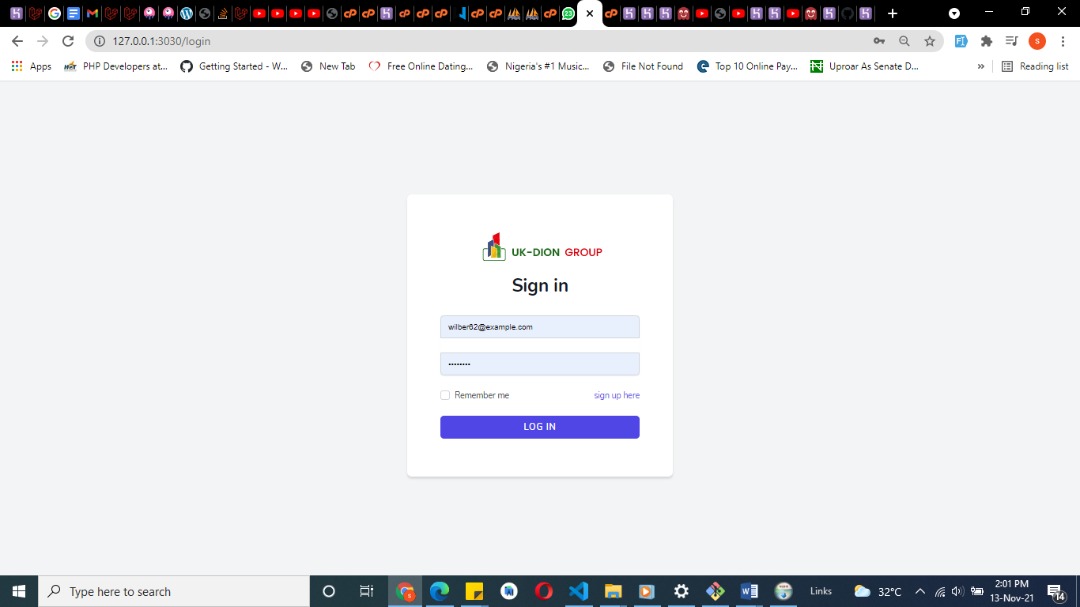 23
127.0.0.1:3030/login
S
Apps
PHP Developers at...
Getting Started - W...
New Tab
Free Online Dating...
Nigeria's #1 Music...
File Not Found
Top 10 Online Pay...
Uproar As Senate D...
»
Reading list
UK-DION GROUP
Sign in
wilber62@example.com
Remember me
sign up here
LOG IN
Type here to search
Links
32°C
2:01 PM
13-Nov-21
14